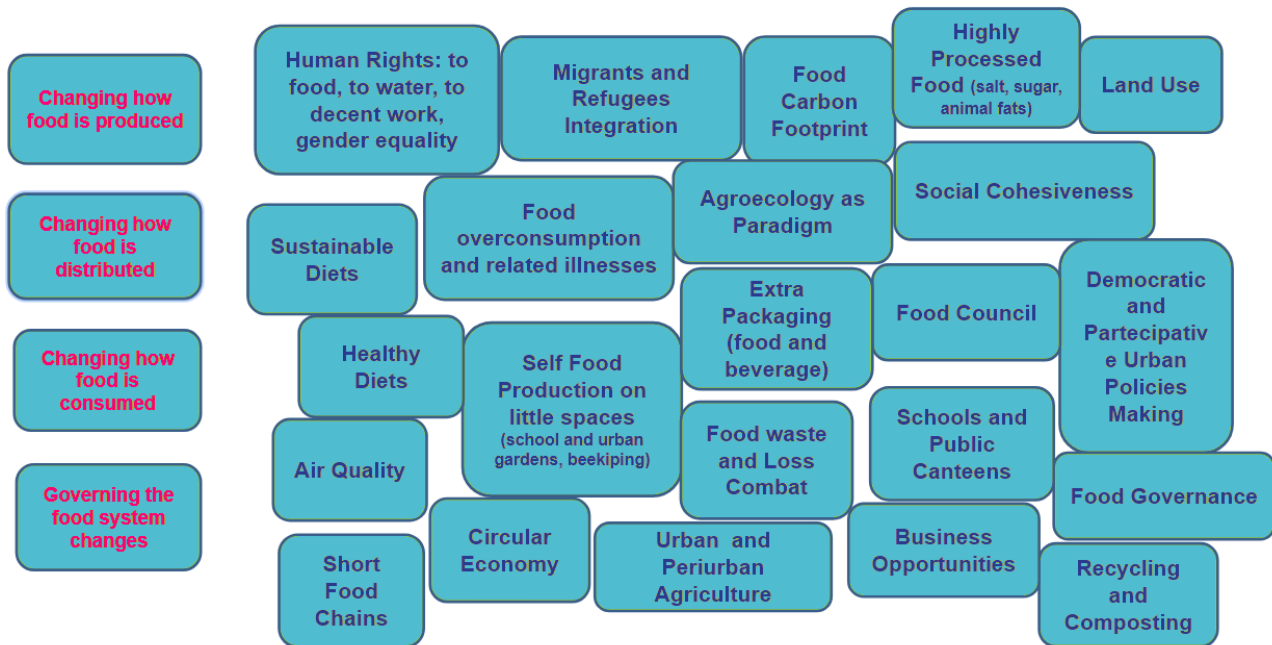 Changing how
food is produced
Changing how
food is
distributed
Changing how
food is
consumed
Governing the
food system
changes
Human Rights: to
food, to water, to
decent work,
gender equality
Migrants and
Refugees
Integration
Food
Carbon
Footprint
Highly
Processed
Food (salt, sugar,
animal fats)
Land Use
Sustainable
Diets
Food
overconsumption
and related illnesses
Agroecology as
Paradigm
Social Cohesiveness
Healthy
Diets
Self Food
Production on
little spaces
(school and urban
gardens, beekiping)
Extra
Packaging
(food and
beverage)
Food Council
Democratic
and
Partecipativ
e Urban
Policies
Making
Air Quality
Food waste
and Loss
Combat
Schools and
Public
Canteens
Food Governance
Short
Food
Chains
Circular
Economy
Urban and
Periurban
Agriculture
Business
Opportunities
Recycling
and
Composting